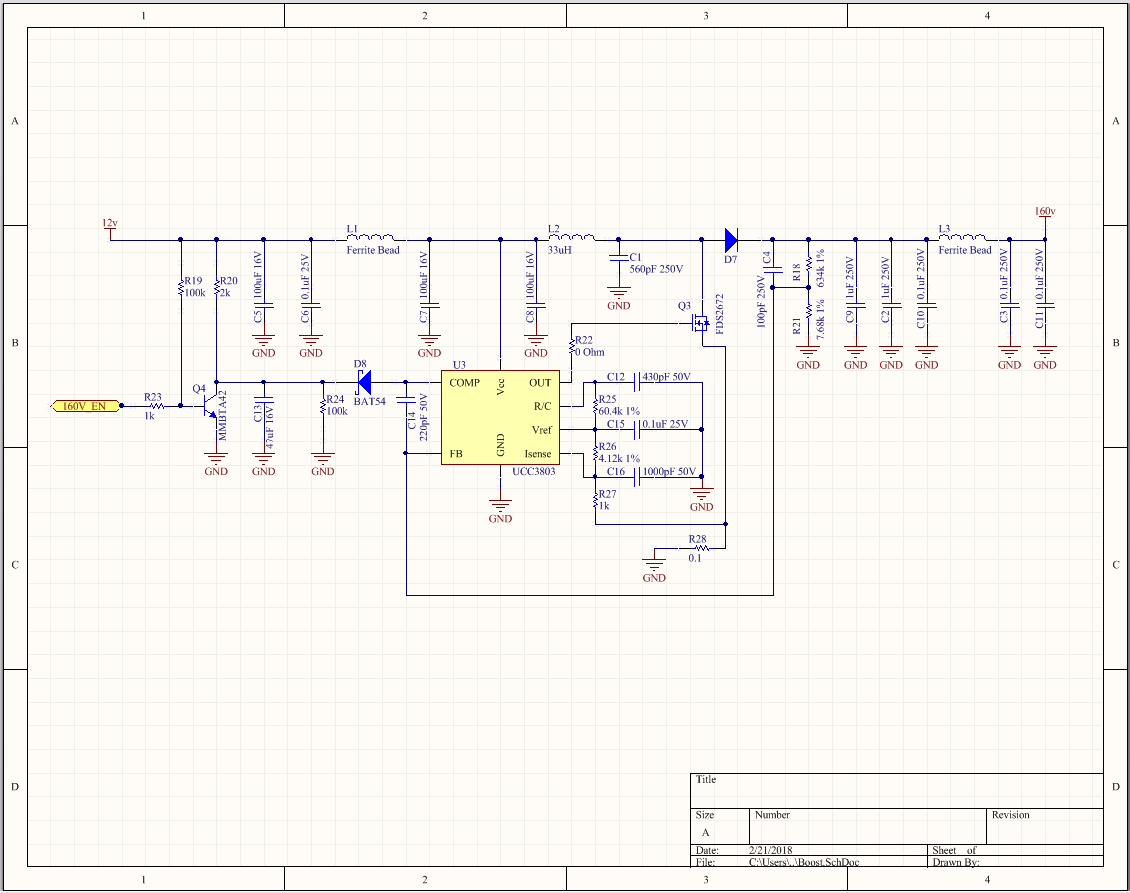 1 2 3 4
A A
12v 160v
L1
Ferrite Bead
L2
33uH
L3
Ferrite Bead
D7
C1
560pF 250V
GND
R19
100k
R20
2k
C5 100uF 16V
GND
C6 0.1uF 25V
GND
C7 100uF 16V
GND
C8 100uF 16V
GND
C4
100pF 250V
R18
634k 1%
R21
7.68k 1%
GND
C9 1uF 250V
GND
C2 1uF 250V
GND
C10 0.1uF 250V
GND
C3 0.1uF 250V
GND
C11 0.1uF 250V
GND
Q3
FDS2672
B B
R22
0 Ohm
160V_EN
R23
1k
Q4
MMBTA42
GND
C13
47uF 16V
GND
R24
100k
GND
D8
BAT54
C14
220pF 50V
U3
COMP
Vcc
OUT
R/C
Vref
FB
GND
Isense
UCC3803
GND
C12 430pF 50V
R25
60.4k 1%
C15 0.1uF 25V
R26
4.12k 1%
C16 1000pF 50V
GND
R27
1k
R28
0.1
GND
C C
D D
Title
Size
A
Number
Revision
Date: 2/21/2018 Sheet of
File: C:\Users\..\Boost.SchDoc Drawn By:
1 2 3 4